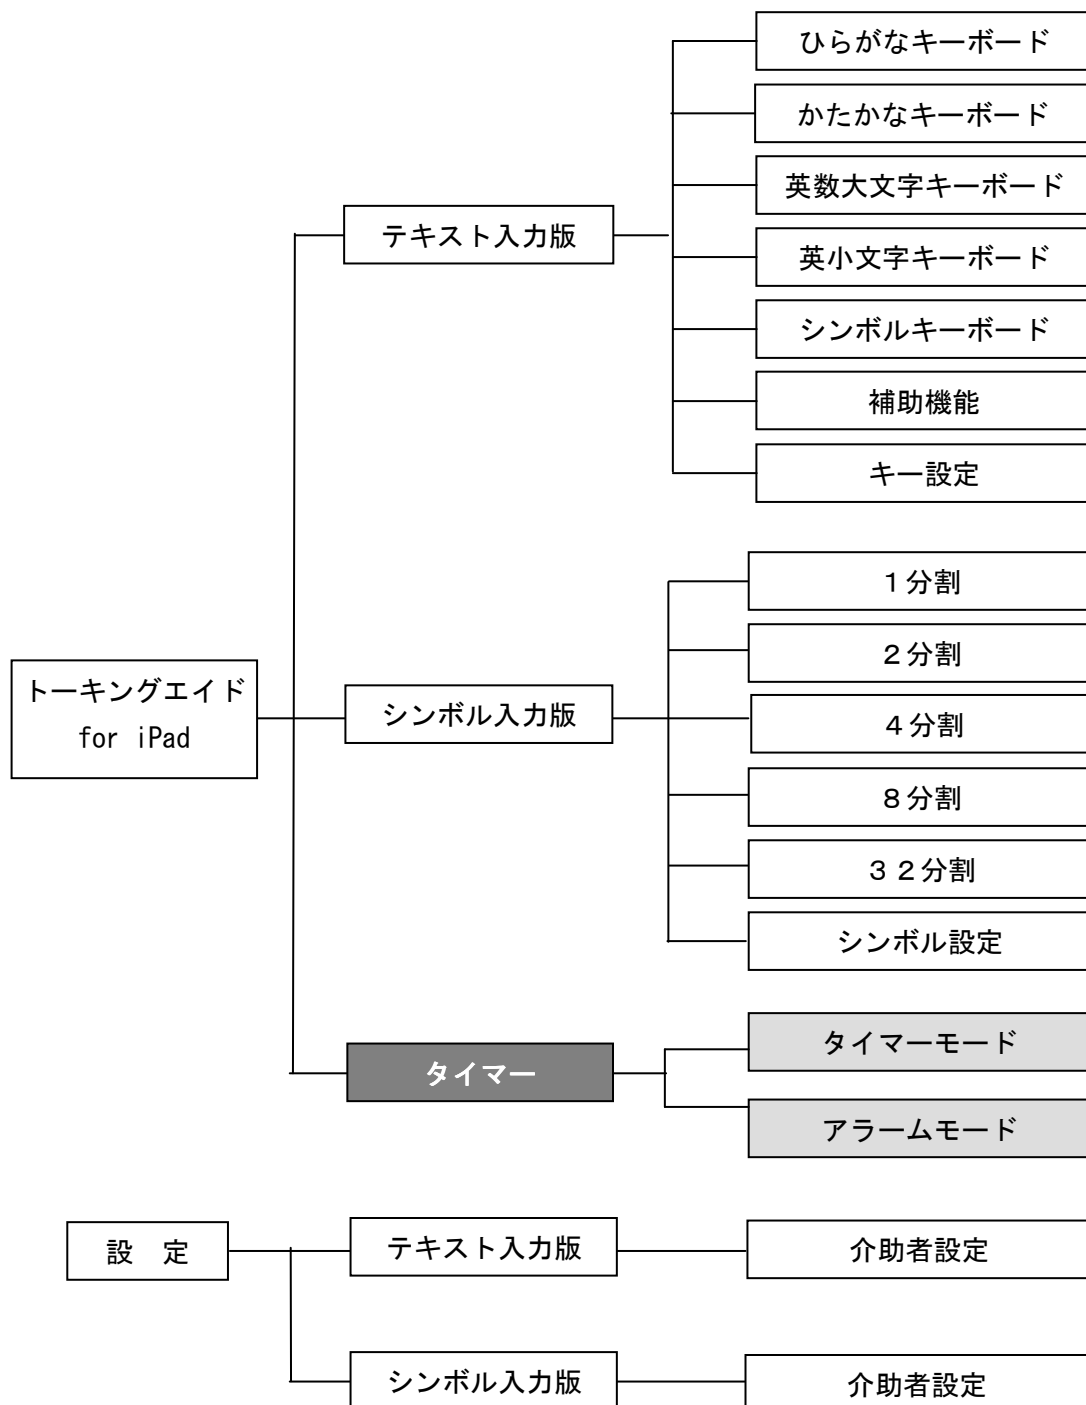 ひらがなキーボード
かたかなキーボード
英数大文字キーボード
テキスト入力版
英小文字キーボード
シンボルキーボード
補助機能
キー設定
１分割
２分割
トーキングエイド
for iPad
シンボル入力版
４分割
８分割
３２分割
シンボル設定
タイマー
タイマーモード
アラームモード
設　定
テキスト入力版
介助者設定
シンボル入力版
介助者設定